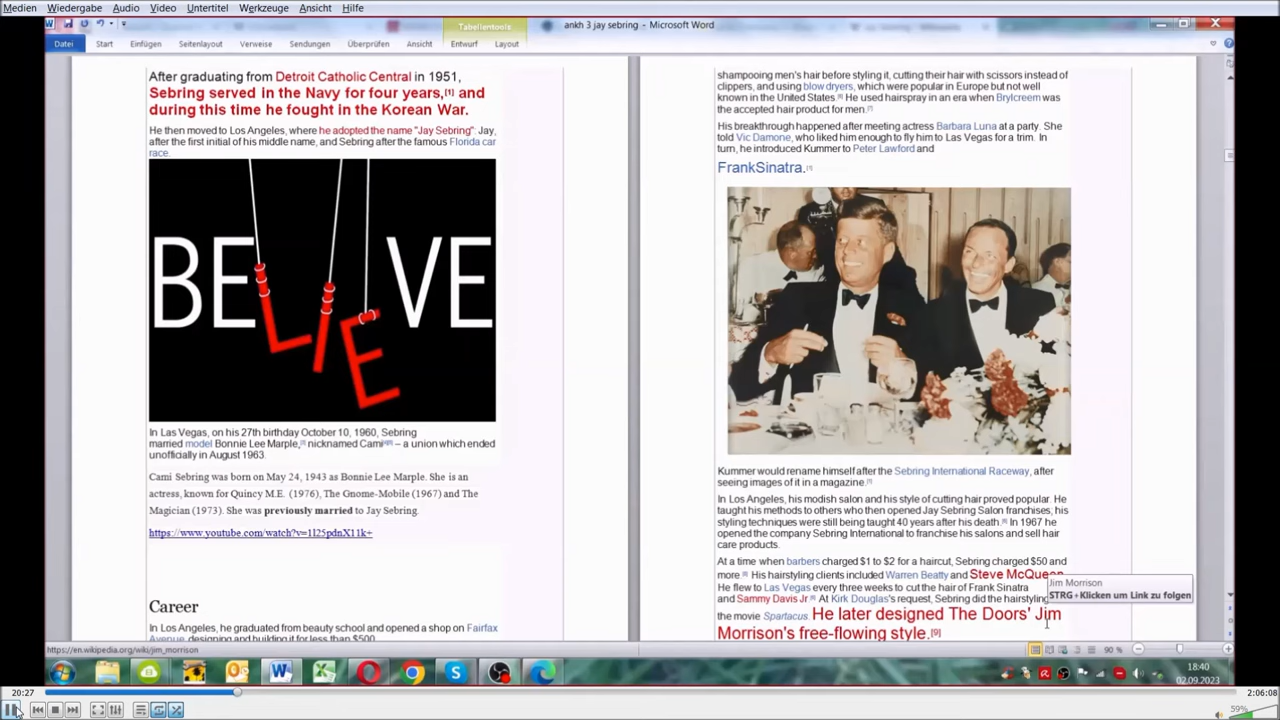 Medien Wiedergabe Audio Video Untertitel Werkzeuge Ansicht Hilfe
Tabellentools
ankh 3 jay sebring - Microsoft Word
Datei Start Einfügen Seitenlayout Verweise Sendungen Überprüfen Ansicht Entwurf Layout
After graduating from Detroit Catholic Central in 1951,
Sebring served in the Navy for four years,[1] and
during this time he fought in the Korean War.
He then moved to Los Angeles, where he adopted the name "Jay Sebring". Jay,
after the first initial of his middle name, and Sebring after the famous Florida car
race.
BELIEVE
In Las Vegas, on his 27th birthday October 10, 1960, Sebring
married model Bonnie Lee Marple, nicknamed Cami – a union which ended
unofficially in August 1963.
Cami Sebring was born on May 24, 1943 as Bonnie Lee Marple. She is an
actress, known for Quincy M.E. (1976), The Gnome-Mobile (1967) and The
Magician (1973). She was previously married to Jay Sebring.
https://www.youtube.com/watch?v=1l25pdnX11k+
Career
In Los Angeles, he graduated from beauty school and opened a shop on Fairfax
Avenue, designing and building it for less than $500.
shampooing men's hair before styling it, cutting their hair with scissors instead of
clippers, and using blow dryers, which were popular in Europe but not well
known in the United States. He used hairspray in an era when Brylcreem was
the accepted hair product for men.
His breakthrough happened after meeting actress Barbara Luna at a party. She
told Vic Damone, who liked him enough to fly him to Las Vegas for a trim. In
turn, he introduced Kummer to Peter Lawford and
FrankSinatra.
Kummer would rename himself after the Sebring International Raceway, after
seeing images of it in a magazine.
In Los Angeles, his modish salon and his style of cutting hair proved popular. He
taught his methods to others who then opened Jay Sebring Salon franchises; his
styling techniques were still being taught 40 years after his death. In 1967 he
opened the company Sebring International to franchise his salons and sell hair
care products.
At a time when barbers charged $1 to $2 for a haircut, Sebring charged $50 and
more. His hairstyling clients included Warren Beatty and Steve McQueen
He flew to Las Vegas every three weeks to cut the hair of Frank Sinatra
and Sammy Davis Jr. At Kirk Douglas's request, Sebring did the hairstyling
the movie Spartacus. He later designed The Doors' Jim
Morrison's free-flowing style.[9]
Jim Morrison
STRG+Klicken um Link zu folgen
https://en.wikipedia.org/wiki/jim_morrison
90 %
18:40
02.09.2023
20:27
2:06:08
59%